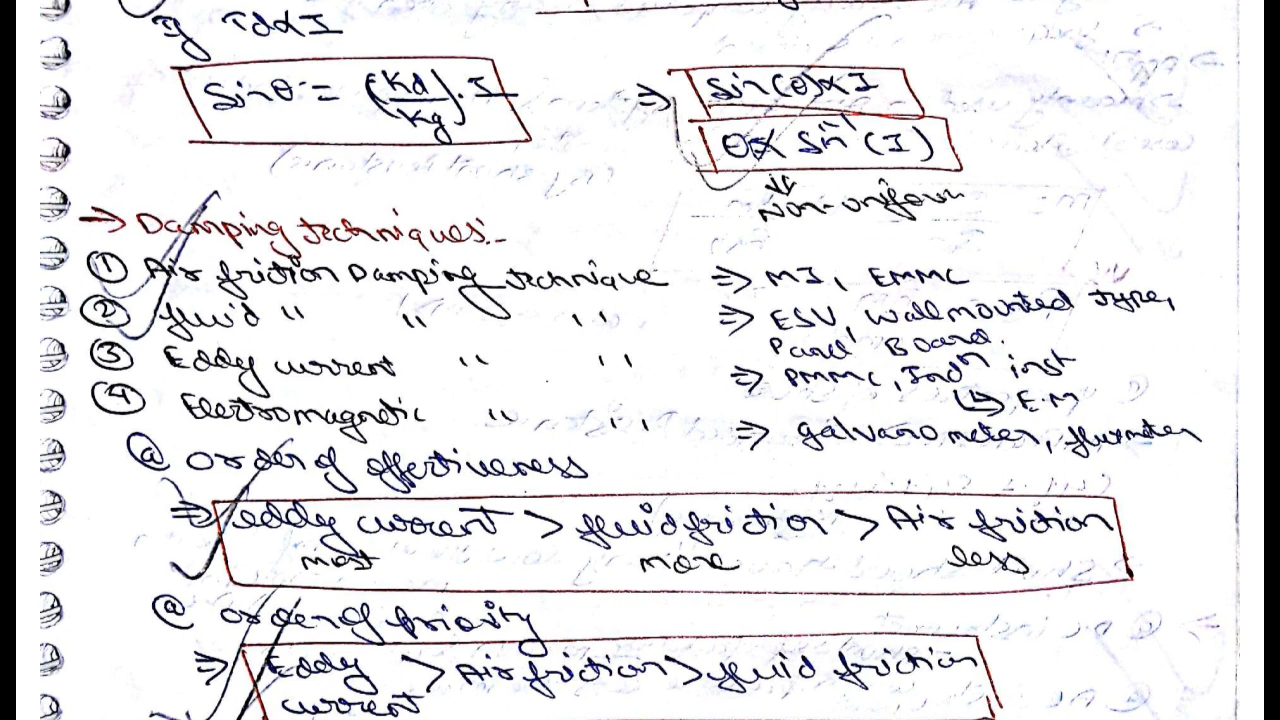 If Td∝I
Sinθ = (Kd/Kg).I ⇒ Sin(θ)∝I
θ∝ Sin⁻¹(I)
Non-uniform
→ Damping techniques:-
① Air friction Damping technique ⇒ MI, EMMC
② fluid " " " ⇒ ESV, wall mounted type,
Panel Board.
③ Eddy current " " ⇒ PMMC, Indⁿ inst
↳ E.M
④ Electromagnetic " " ⇒ galvanometer, fluxmeter
@ order of effectiveness
⇒ eddy current > fluid friction > Air friction
most more less
@ order of priority
⇒ Eddy > Air friction > fluid friction
current